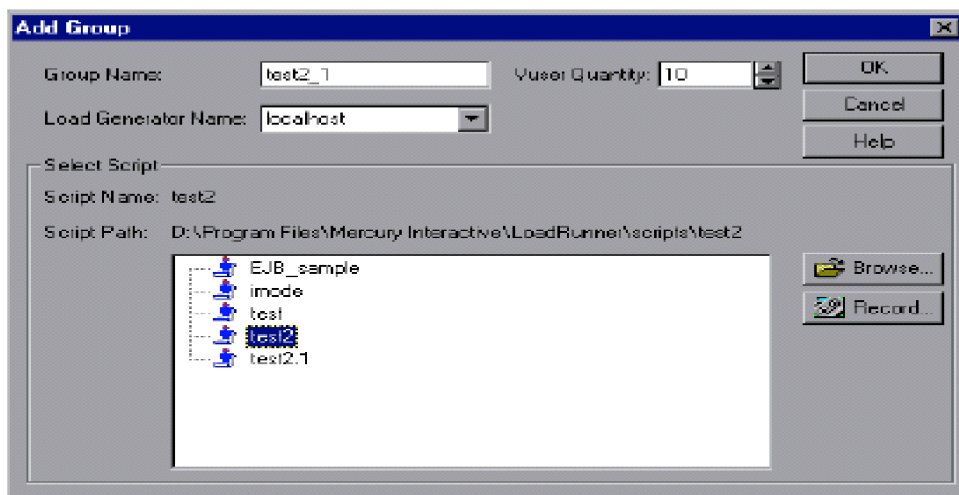 Add Group
Group Name: test2_1 Vuser Quantity: 10 OK
Load Generator Name: localhost Cancel
Help
Select Script
Script Name: test2
Script Path: D:\Program Files\Mercury Interactive\LoadRunner\scripts\test2
EJB_sample
imode
test
test2
test2.1
Browse...
Record...